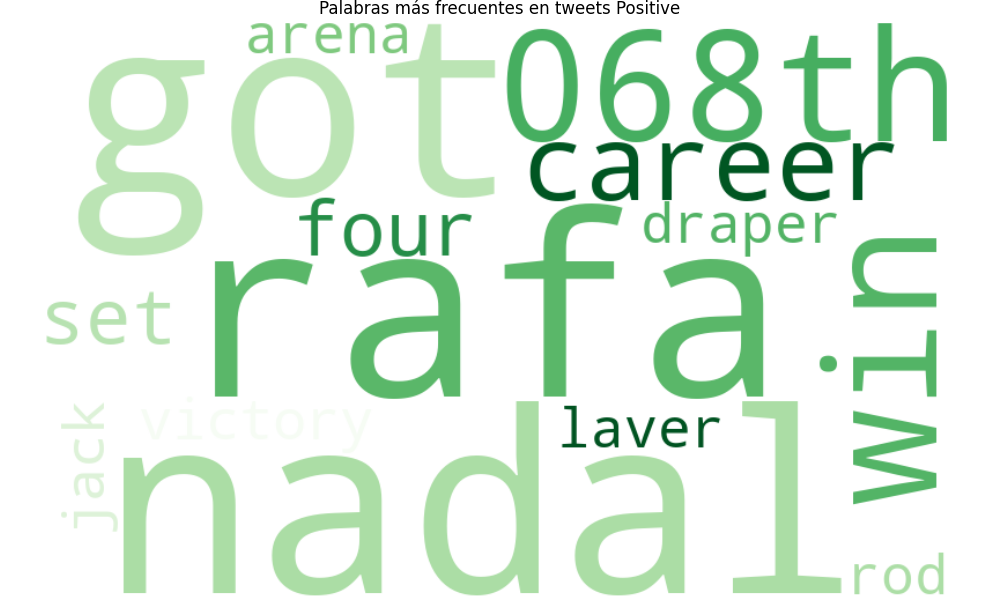 Palabras más frecuentes en tweets Positive
arena
got
068th
career
four
draper
rafa
win
set
jack
victory
laver
nadal
rod